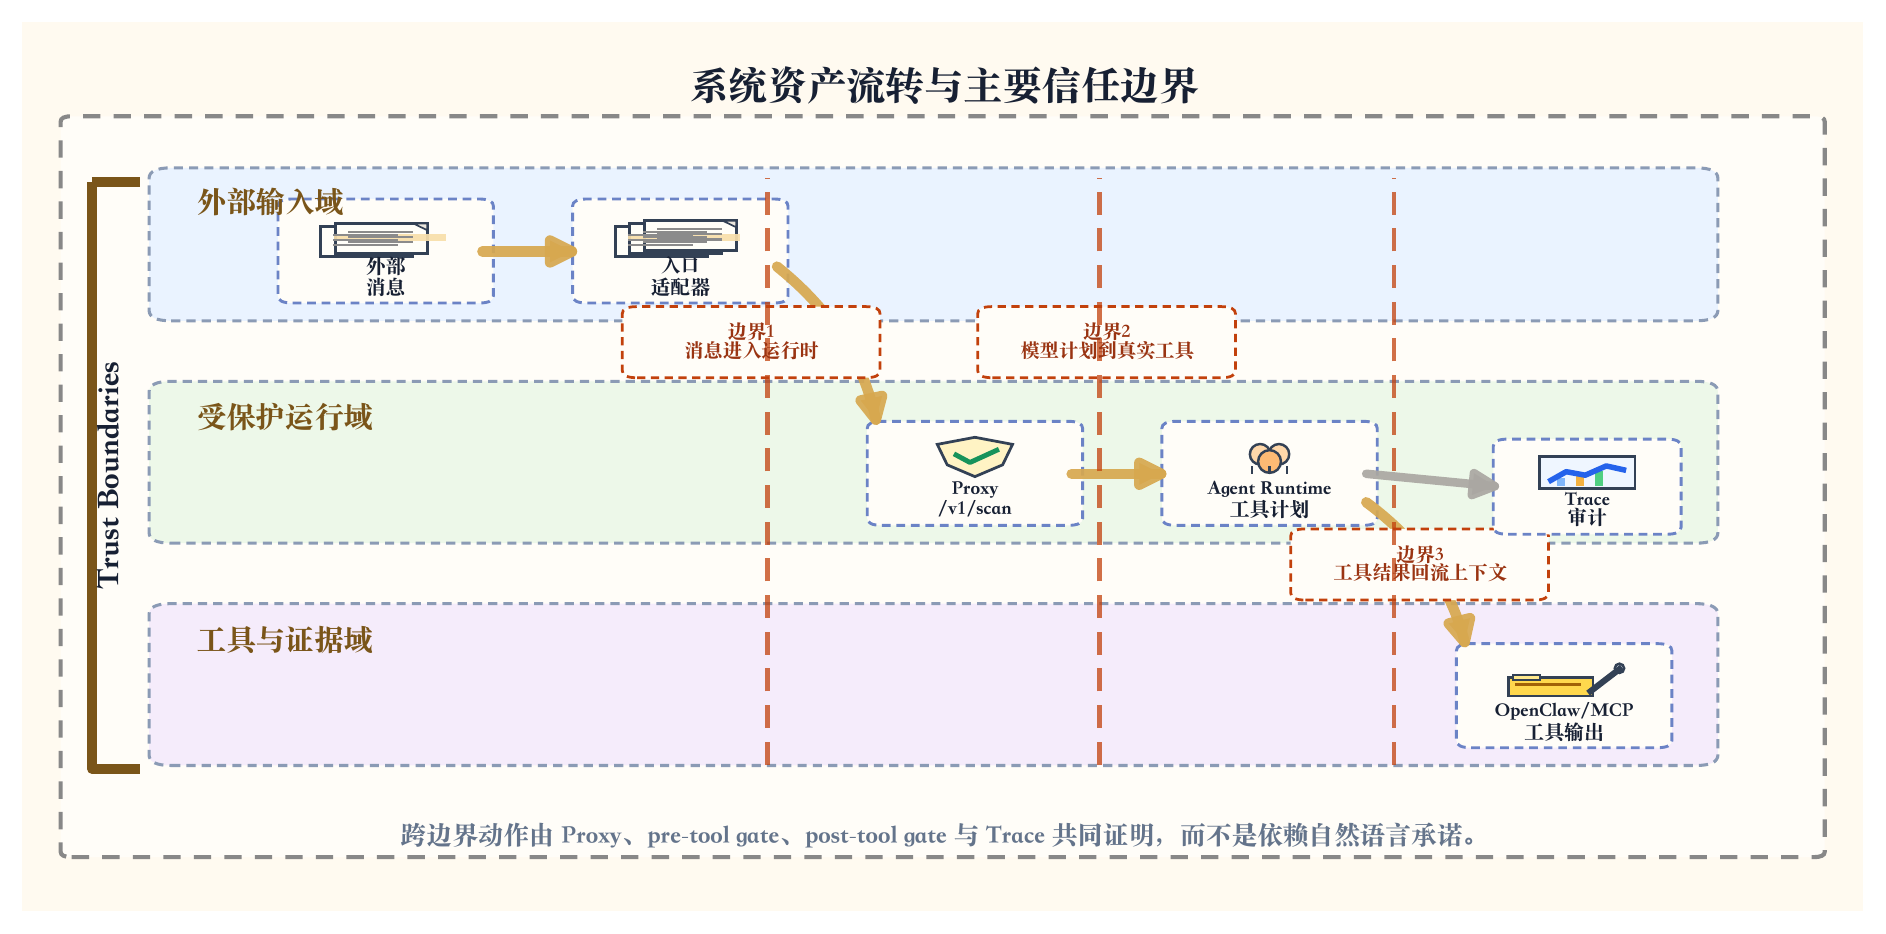 系统资产流转与主要信任边界
Trust Boundaries
外部输入域
外部
消息
入口
适配器
边界1
消息进入运行时
边界2
模型计划到真实工具
受保护运行域
Proxy
/v1/scan
Agent Runtime
工具计划
Trace
审计
边界3
工具结果回流上下文
工具与证据域
OpenClaw/MCP
工具输出
跨边界动作由 Proxy、pre-tool gate、post-tool gate 与 Trace 共同证明，而不是依赖自然语言承诺。